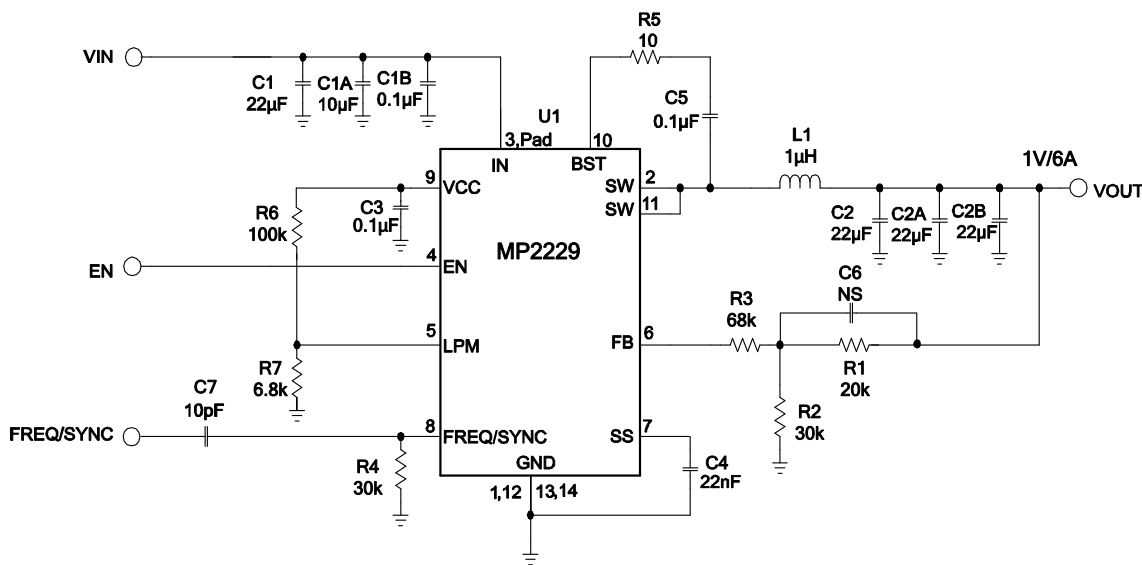 R5
10
VIN
C1
22µF
C1A
10µF
C1B
0.1µF
C5
0.1µF
U1
3,Pad
10
IN
BST
L1
1µH
1V/6A
VOUT
9
VCC
SW
2
SW
11
R6
100k
C3
0.1µF
C2
22µF
C2A
22µF
C2B
22µF
MP2229
EN
4
EN
C6
NS
R3
68k
5
LPM
FB
6
R1
20k
R7
6.8k
C7
10pF
R2
30k
FREQ/SYNC
8
FREQ/SYNC
SS
7
R4
30k
GND
C4
22nF
1,12
13,14